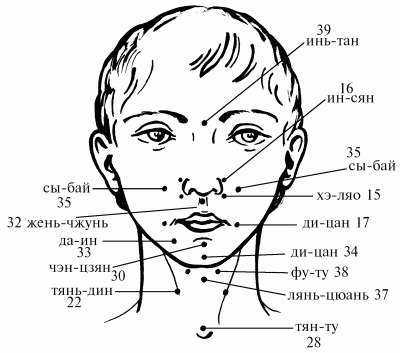 39
инь-тан
16
ин-сян
35
сы-бай
сы-бай
35
хэ-ляо 15
32 жень-чжунь
ди-цан 17
да-ин
33
ди-цан 34
чэн-цзян
30
фу-ту 38
тянь-дин
22
лянь-цюань 37
тян-ту
28